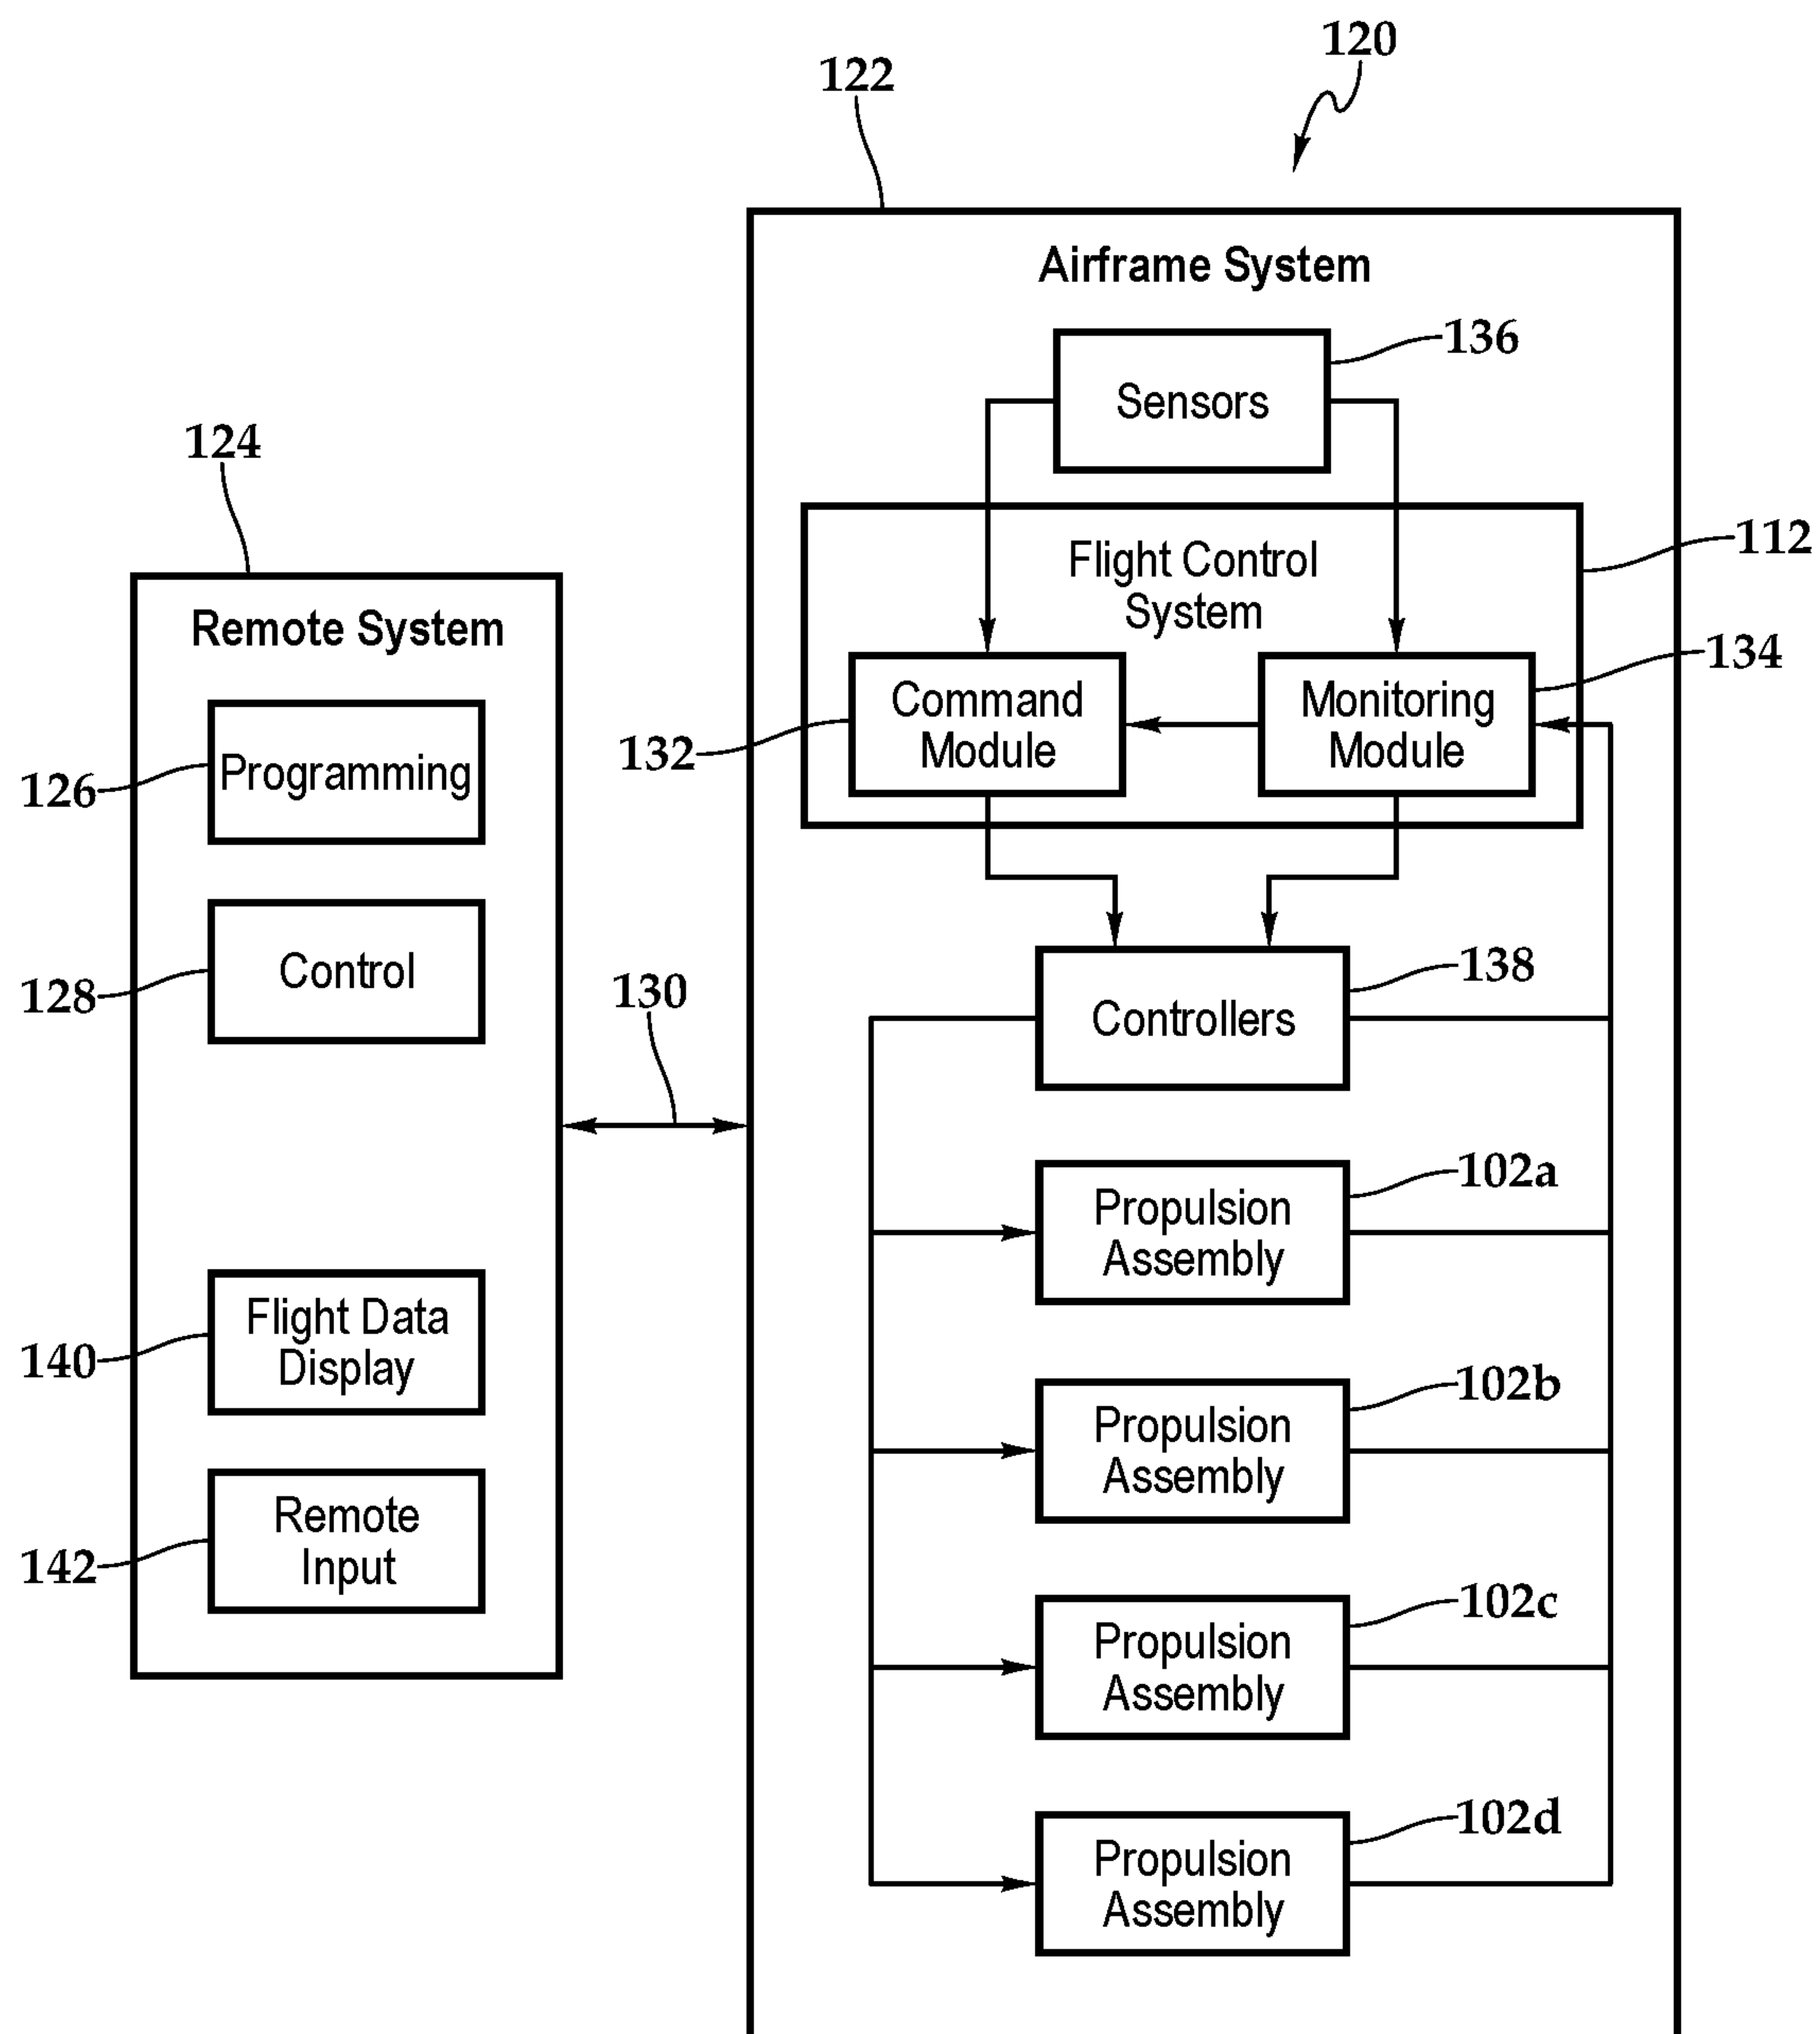 120
122
Airframe System
136
Sensors
124
112
Flight Control
System
Remote System
134
Command
Module
Monitoring
Module
132
126
Programming
138
Control
128
130
Controllers
102a
Propulsion
Assembly
Flight Data
Display
140
102b
Propulsion
Assembly
Remote
Input
142
102c
Propulsion
Assembly
102d
Propulsion
Assembly